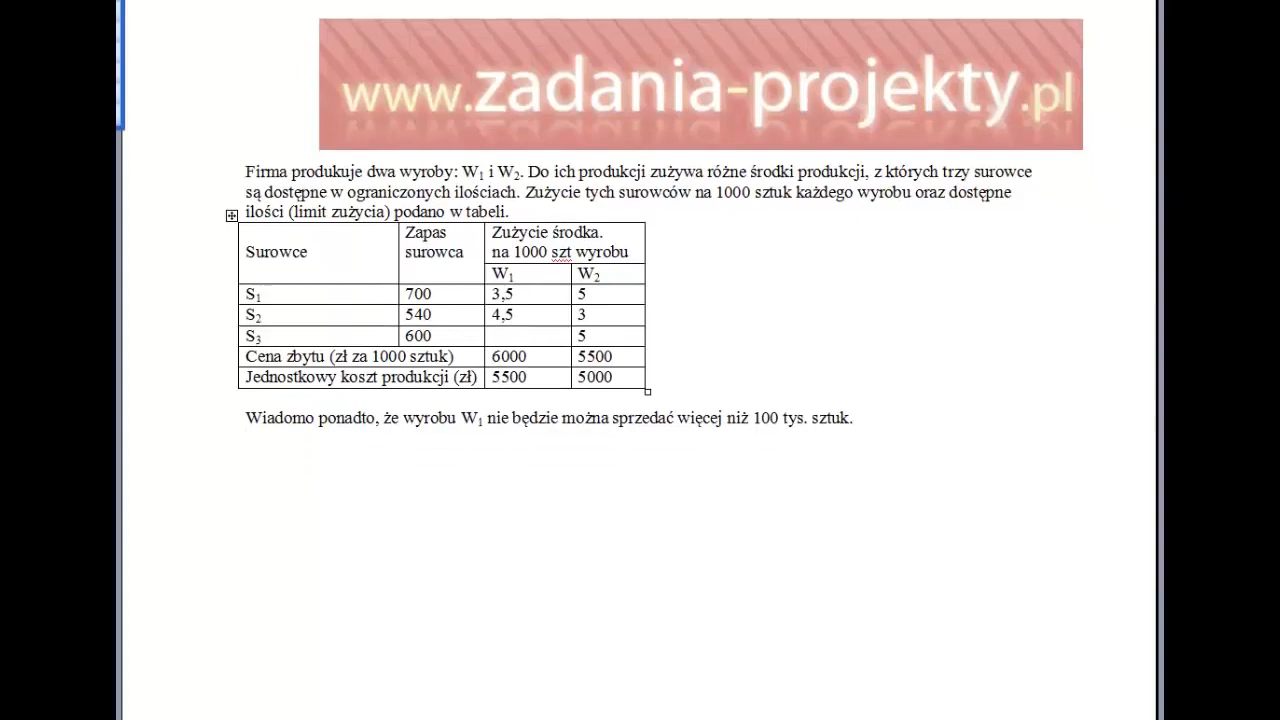 www.zadania-projekty.pl
Firma produkuje dwa wyroby: W₁ i W₂. Do ich produkcji zużywa różne środki produkcji, z których trzy surowce
są dostępne w ograniczonych ilościach. Zużycie tych surowców na 1000 sztuk każdego wyrobu oraz dostępne
ilości (limit zużycia) podano w tabeli.
Surowce Zapas surowca Zużycie środka. na 1000 szt wyrobu
W₁ W₂
S₁ 700 3,5 5
S₂ 540 4,5 3
S₃ 600 5
Cena zbytu (zł za 1000 sztuk) 6000 5500
Jednostkowy koszt produkcji (zł) 5500 5000
Wiadomo ponadto, że wyrobu W₁ nie będzie można sprzedać więcej niż 100 tys. sztuk.